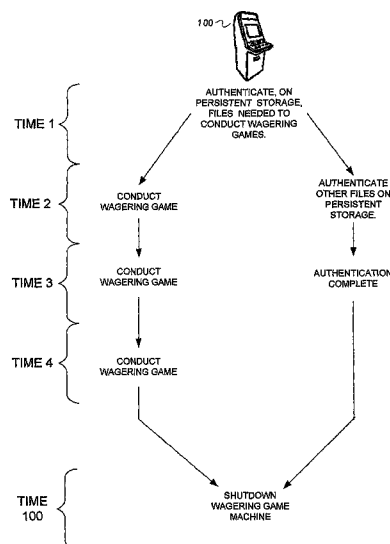 100
AUTHENTICATE, ON
PERSISTENT STORAGE,
FILES NEEDED TO
CONDUCT WAGERING
GAMES.
TIME 1
TIME 2
CONDUCT
WAGERING GAME
AUTHENTICATE
OTHER FILES ON
PERSISTENT
STORAGE.
TIME 3
CONDUCT
WAGERING GAME
AUTHENTICATION
COMPLETE
TIME 4
CONDUCT
WAGERING GAME
TIME
100
SHUTDOWN
WAGERING GAME
MACHINE